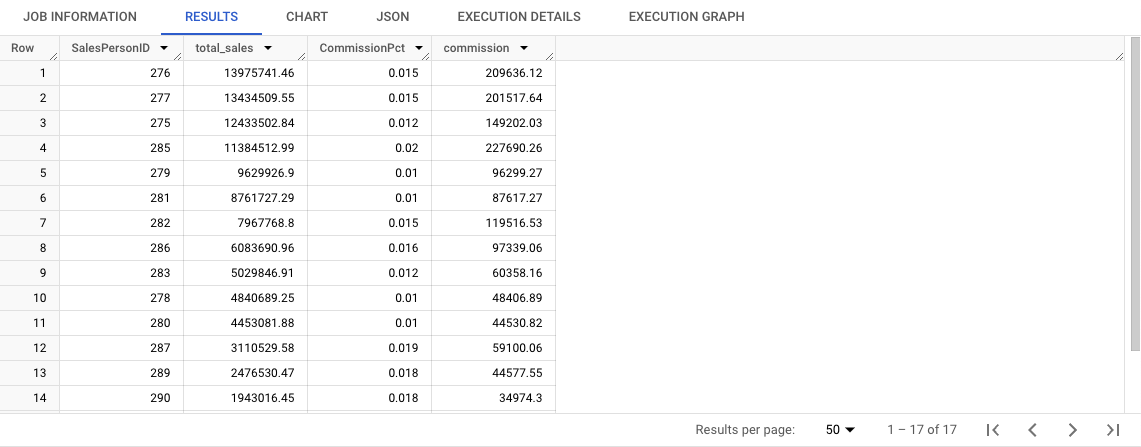 JOB INFORMATION RESULTS CHART JSON EXECUTION DETAILS EXECUTION GRAPH
Row SalesPersonID total_sales CommissionPct commission
1 276 13975741.46 0.015 209636.12
2 277 13434509.55 0.015 201517.64
3 275 12433502.84 0.012 149202.03
4 285 11384512.99 0.02 227690.26
5 279 9629926.9 0.01 96299.27
6 281 8761727.29 0.01 87617.27
7 282 7967768.8 0.015 119516.53
8 286 6083690.96 0.016 97339.06
9 283 5029846.91 0.012 60358.16
10 278 4840689.25 0.01 48406.89
11 280 4453081.88 0.01 44530.82
12 287 3110529.58 0.019 59100.06
13 289 2476530.47 0.018 44577.55
14 290 1943016.45 0.018 34974.3
Results per page: 50 1 – 17 of 17